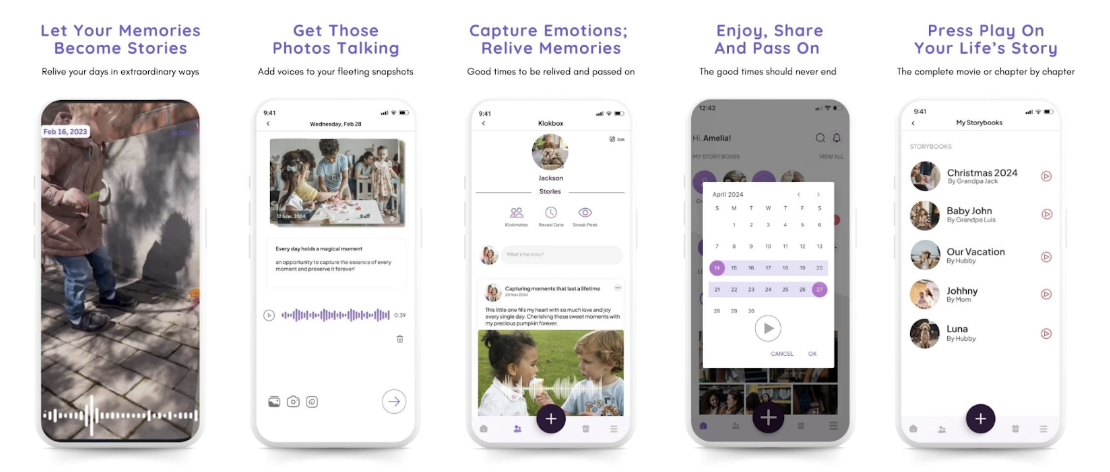 Let Your Memories
Become Stories
Relive your days in extraordinary ways
Feb 16, 2023
Get Those
Photos Talking
Add voices to your fleeting snapshots
9:41
Wednesday, Feb 28
12 Nov, 2024
Staff
Every day holds a magical moment
an opportunity to capture the essence of every
moment and preserve it forever!
0:39
Capture Emotions;
Relive Memories
Good times to be relived and passed on
9:41
Klokbox
Edit
Jackson
Stories
Klokmates
Reveal Date
Sneak Peek
What's the story?
Capturing moments that last a lifetime
20 Nov 2024
This little one fills my heart with so much love and joy
every single day. Cherishing these sweet moments with
my precious pumpkin forever.
Enjoy, Share
And Pass On
The good times should never end
12:42
Hi, Amelia!
MY STORY BOXES
VIEW ALL
April 2024
S M T W T F S
1 2 3 4 5 6
7 8 9 10 11 12 13
14 15 16 17 18 19 20
21 22 23 24 25 26 27
28 29 30
CANCEL OK
Press Play On
Your Life's Story
The complete movie or chapter by chapter
9:41
My Storybooks
STORYBOOKS
Christmas 2024
By Grandpa Jack
Baby John
By Grandpa Luis
Our Vacation
By Hubby
Johhny
By Mom
Luna
By Hubby